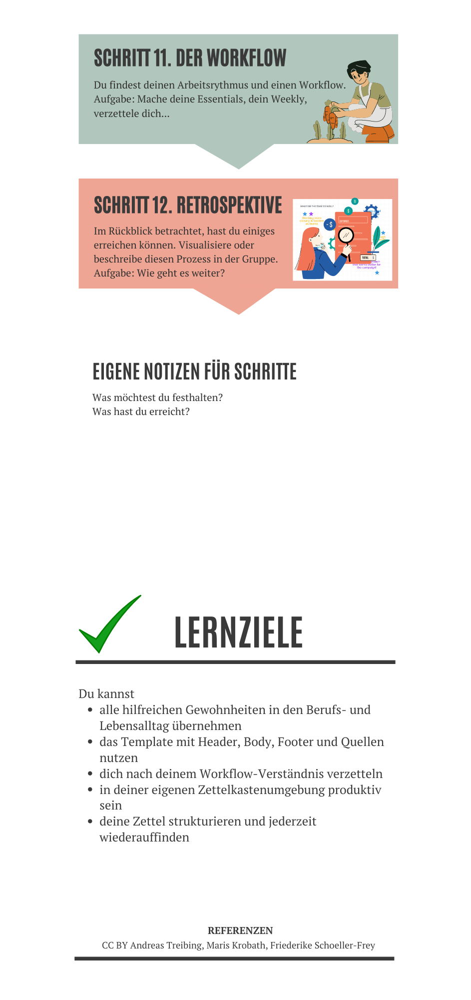 SCHRITT 11. DER WORKFLOW
Du findest deinen Arbeitsrythmus und einen Workflow.
Aufgabe: Mache deine Essentials, dein Weekly,
verzettele dich...
SCHRITT 12. RETROSPEKTIVE
Im Rückblick betrachtet, hast du einiges
erreichen können. Visualisiere oder
beschreibe diesen Prozess in der Gruppe.
Aufgabe: Wie geht es weiter?
WHAT DID THE TEAM DO WELL?
Working more
closely in tandem
as teams
$
$
- $
EXPENSES
TOTAL $
that works better for
the campaign!
EIGENE NOTIZEN FÜR SCHRITTE
Was möchtest du festhalten?
Was hast du erreicht?
LERNZIELE
Du kannst
• alle hilfreichen Gewohnheiten in den Berufs- und
Lebensalltag übernehmen
• das Template mit Header, Body, Footer und Quellen
nutzen
• dich nach deinem Workflow-Verständnis verzetteln
• in deiner eigenen Zettelkastenumgebung produktiv
sein
• deine Zettel strukturieren und jederzeit
wiederauffinden
REFERENZEN
CC BY Andreas Treibing, Maris Krobath, Friederike Schoeller-Frey